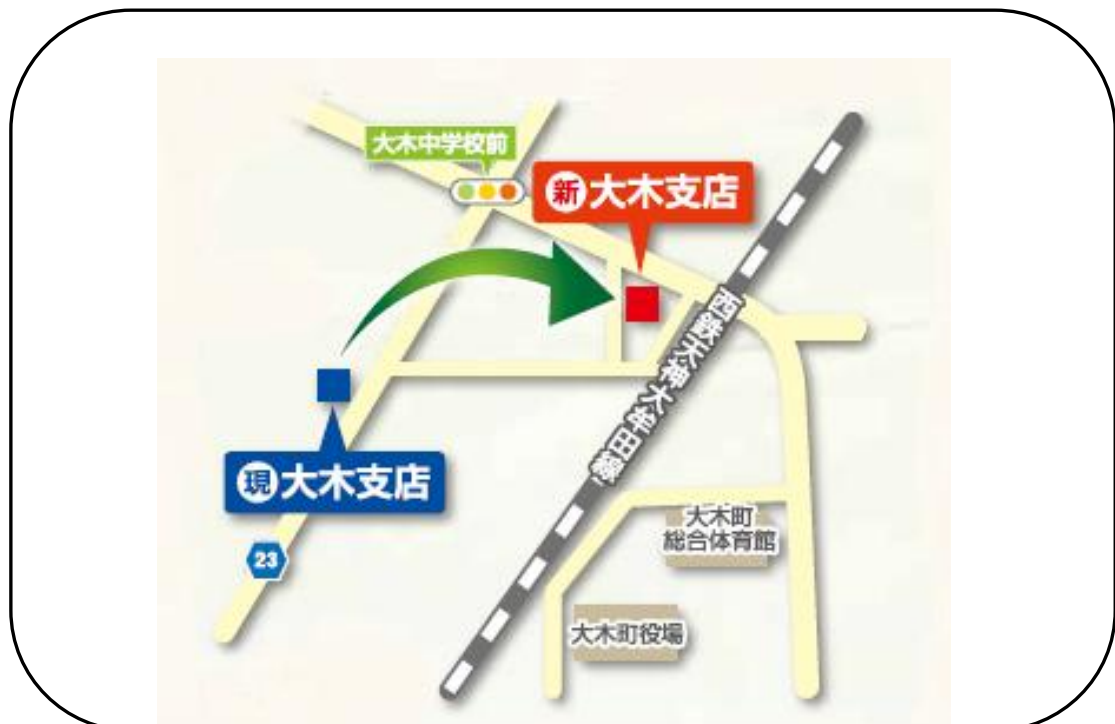 大木中学校前
新 大木支店
西鉄天神大牟田線
現 大木支店
大木町
総合体育館
23
大木町役場